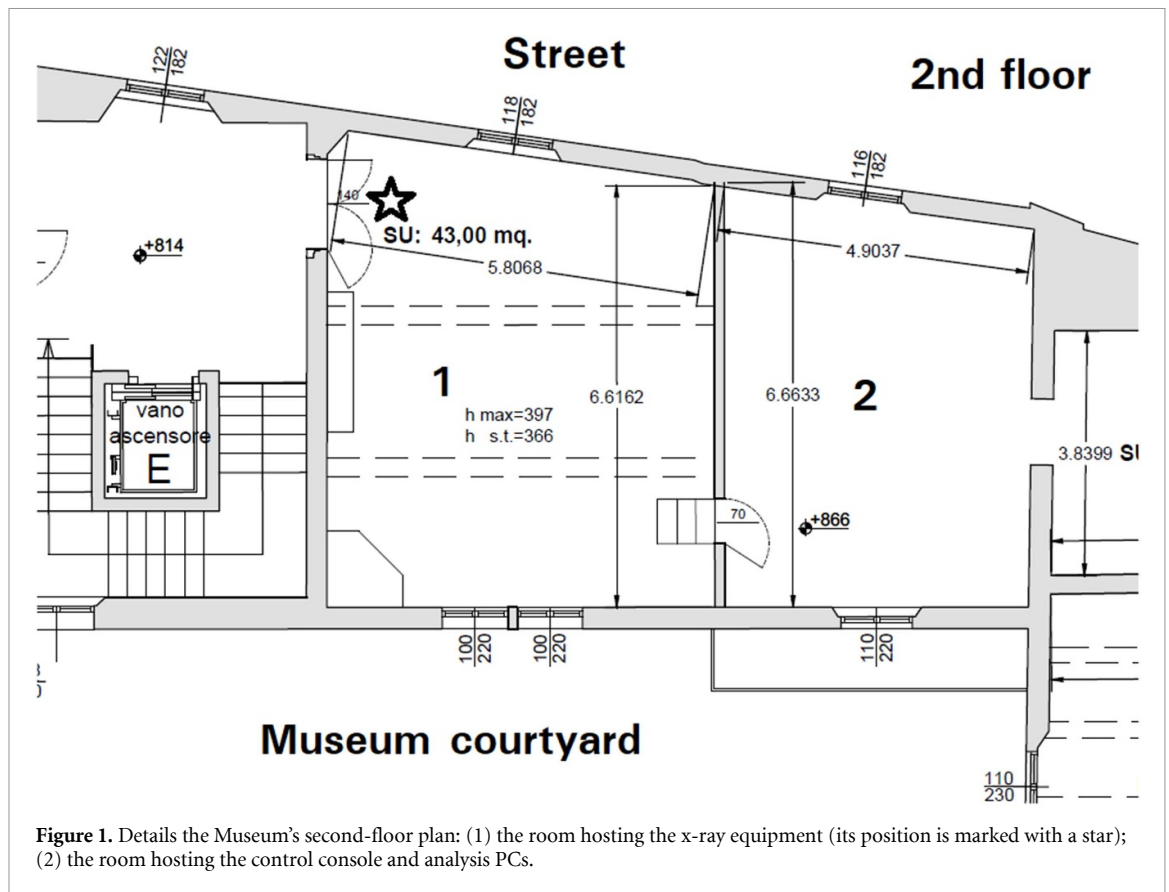 Street
2nd floor
122
182
118
182
116
182
140
+814
SU: 43,00 mq.
5.8068
4.9037
1
h max=397
h s.t.=366
6.6162
6.6633
2
3.8399 SU
vano
ascensore
E
70
+866
100
220
100
220
110
220
Museum courtyard
110
230
Figure 1. Details the Museum's second-floor plan: (1) the room hosting the x-ray equipment (its position is marked with a star);
(2) the room hosting the control console and analysis PCs.